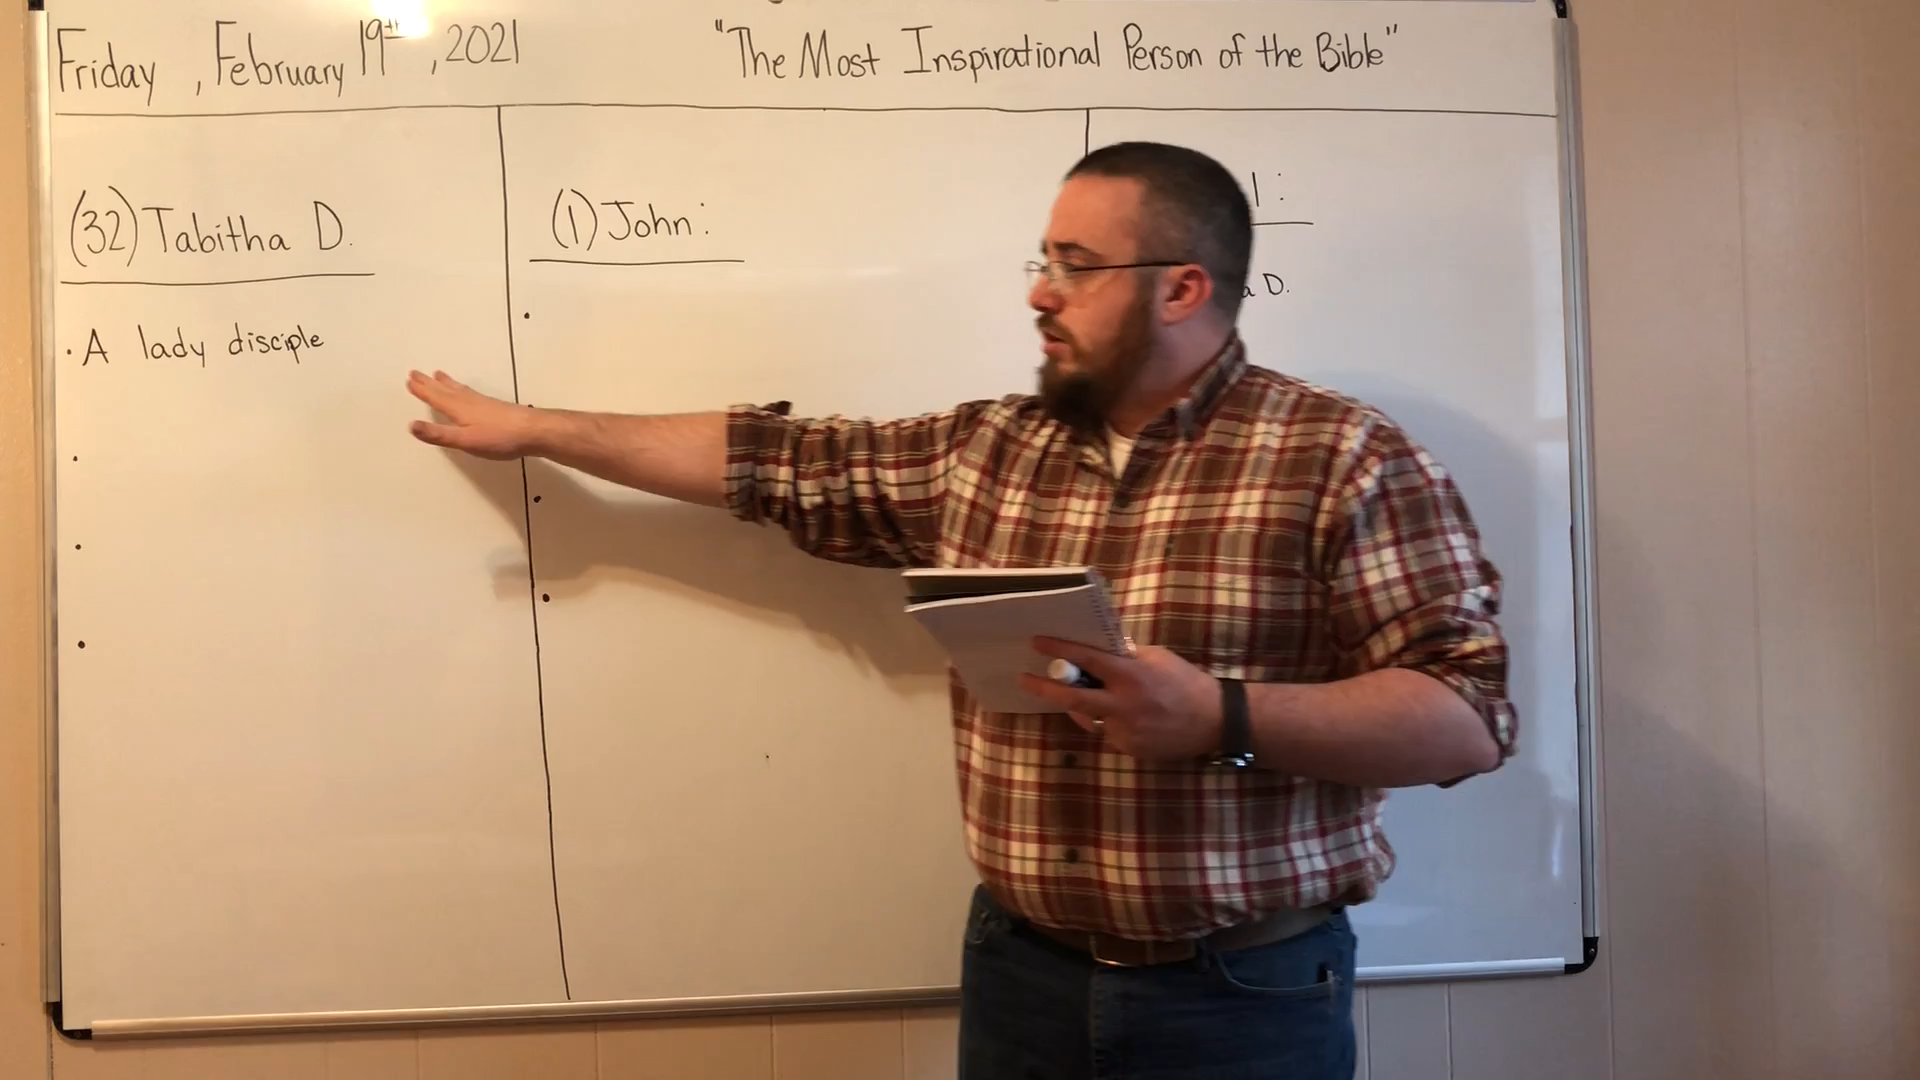 Friday, February 19th, 2021
"The Most Inspirational Person of the Bible"
(32) Tabitha D.
· A lady disciple
(1) John:
D.